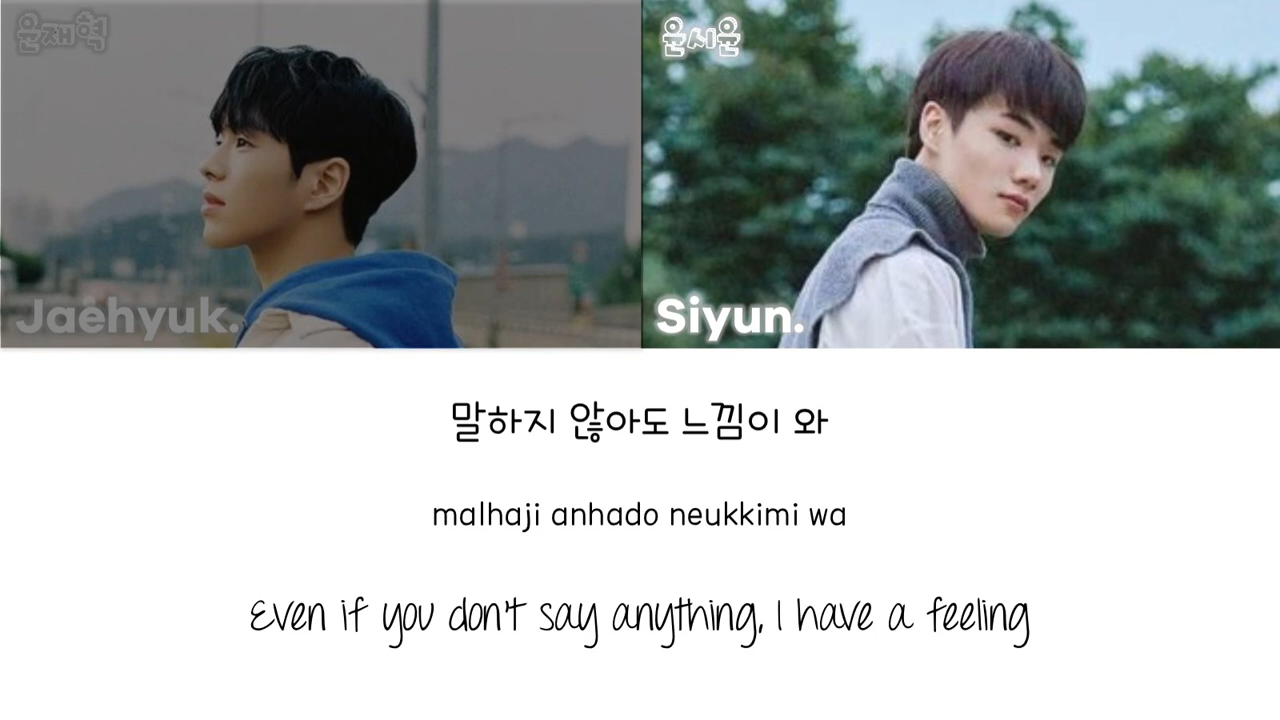 윤재혁
윤시윤
Jaehyuk.
Siyun.
말하지 않아도 느낌이 와
malhaji anhado neukkimi wa
Even if you don't say anything, I have a feeling